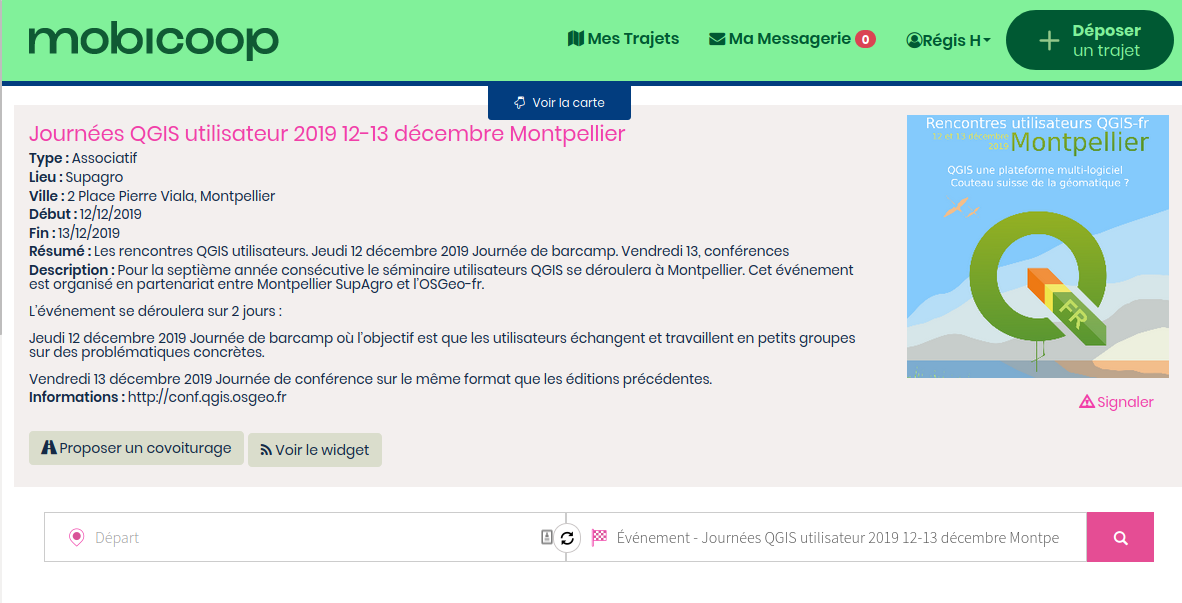 mobicoop
Mes Trajets
Ma Messagerie 0
Régis H
Déposer
un trajet
Voir la carte
Journées QGIS utilisateur 2019 12-13 décembre Montpellier
Type : Associatif
Lieu : Supagro
Ville : 2 Place Pierre Viala, Montpellier
Début : 12/12/2019
Fin : 13/12/2019
Résumé : Les rencontres QGIS utilisateurs. Jeudi 12 décembre 2019 Journée de barcamp. Vendredi 13, conférences
Description : Pour la septième année consécutive le séminaire utilisateurs QGIS se déroulera à Montpellier. Cet événement
est organisé en partenariat entre Montpellier SupAgro et l'OSGeo-fr.
L'événement se déroulera sur 2 jours :
Jeudi 12 décembre 2019 Journée de barcamp où l'objectif est que les utilisateurs échangent et travaillent en petits groupes
sur des problématiques concrètes.
Vendredi 13 décembre 2019 Journée de conférence sur le même format que les éditions précédentes.
Informations : http://conf.qgis.osgeo.fr
Rencontres utilisateurs QGIS-fr
12 et 13 décembre
2019
Montpellier
QGIS une plateforme multi-logiciel
Couteau suisse de la géomatique ?
FR
Signaler
Proposer un covoiturage
Voir le widget
Départ
Événement - Journées QGIS utilisateur 2019 12-13 décembre Montpe